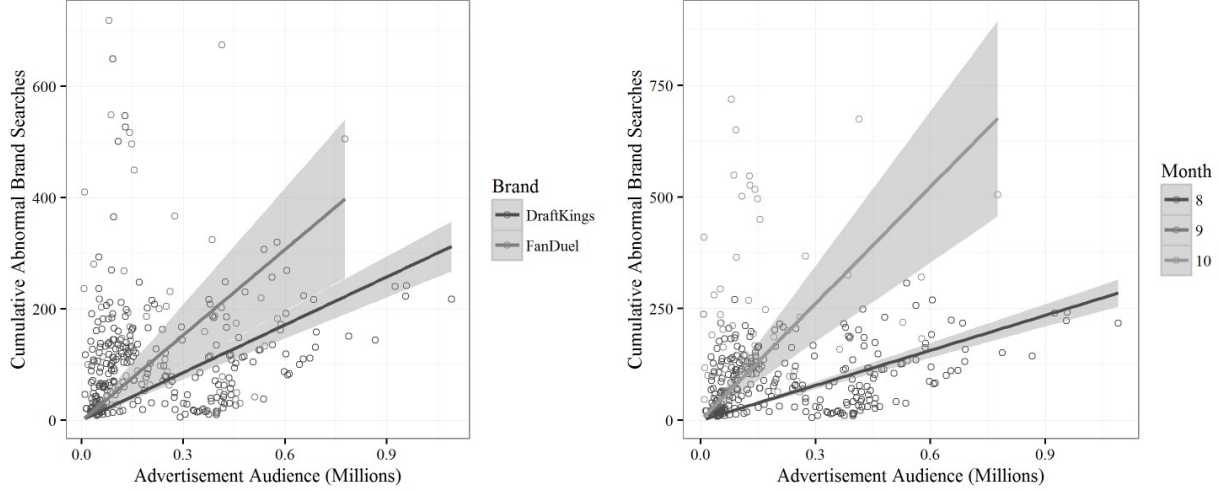 Cumulative Abnormal Brand Searches
600
400
200
0
0.0 0.3 0.6 0.9
Advertisement Audience (Millions)
Brand
DraftKings
FanDuel
Cumulative Abnormal Brand Searches
750
500
250
0
0.0 0.3 0.6 0.9
Advertisement Audience (Millions)
Month
8
9
10